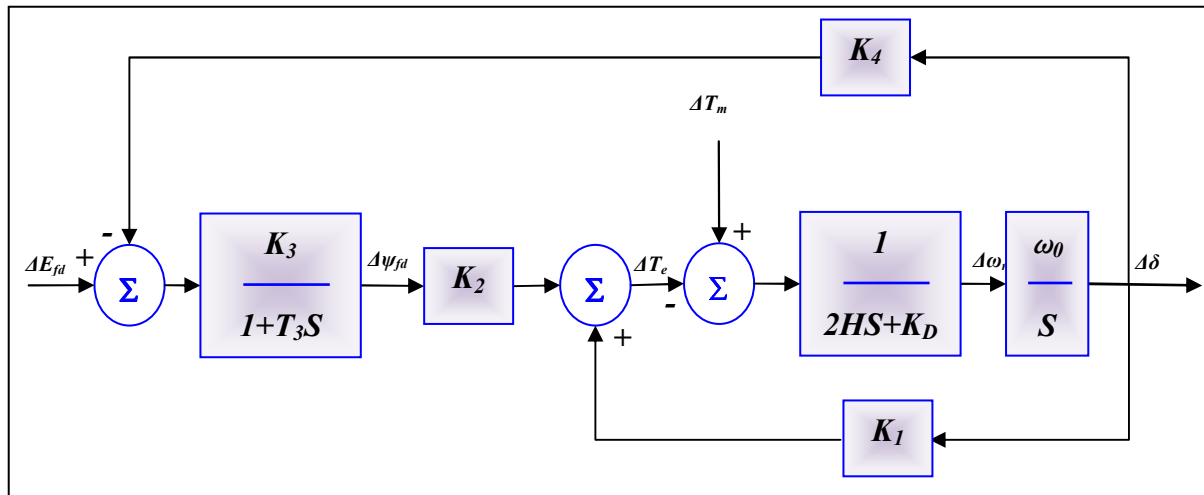 K4
ΔTm
-
K3
1+T3S
ΔEfd
+
Σ
Δψfd
K2
Σ
+
ΔTe
-
+
Σ
1
2HS+KD
Δωr
ω0
S
Δδ
K1